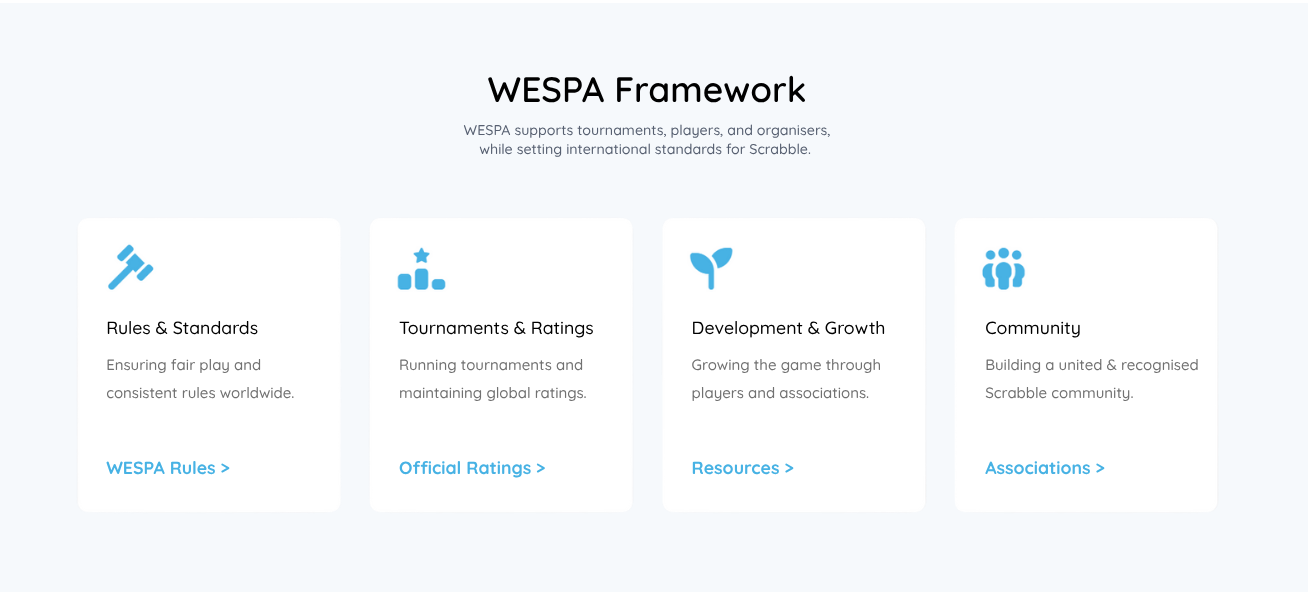 WESPA Framework
WESPA supports tournaments, players, and organisers,
while setting international standards for Scrabble.
Rules & Standards
Ensuring fair play and
consistent rules worldwide.
WESPA Rules >
Tournaments & Ratings
Running tournaments and
maintaining global ratings.
Official Ratings >
Development & Growth
Growing the game through
players and associations.
Resources >
Community
Building a united & recognised
Scrabble community.
Associations >